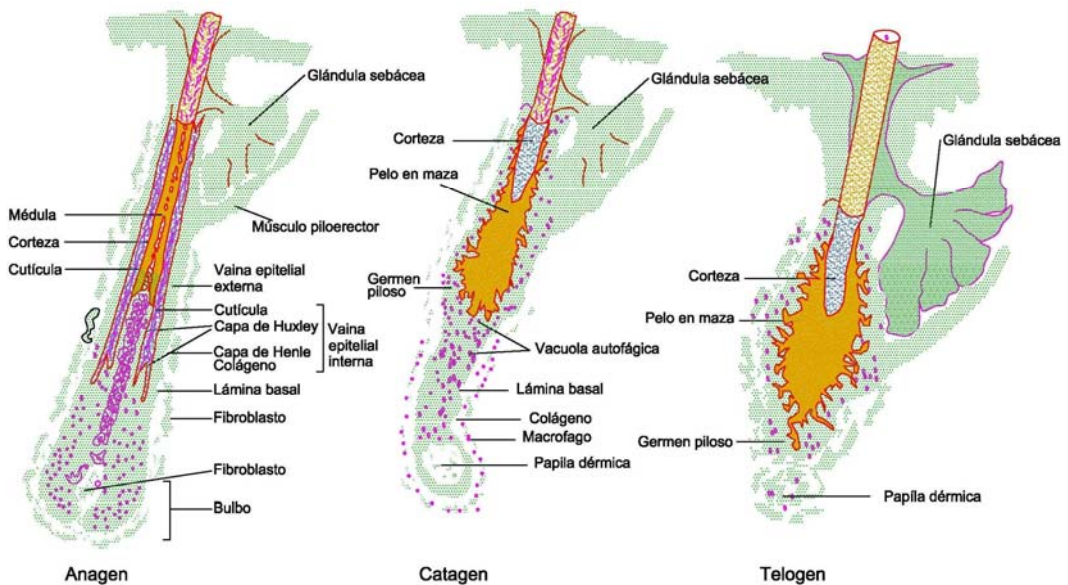 Glándula sebácea
Médula
Corteza
Cutícula
Músculo piloerector
Vaina epitelial
externa
Cutícula
Capa de Huxley
Capa de Henle
Colágeno
Vaina
epitelial
interna
Lámina basal
Fibroblasto
Fibroblasto
Bulbo
Anagen
Glándula sebácea
Corteza
Pelo en maza
Germen
piloso
Vacuola autofágica
Lámina basal
Colágeno
Macrofago
Papila dérmica
Catagen
Glándula sebácea
Corteza
Pelo en maza
Germen piloso
Papíla dérmica
Telogen